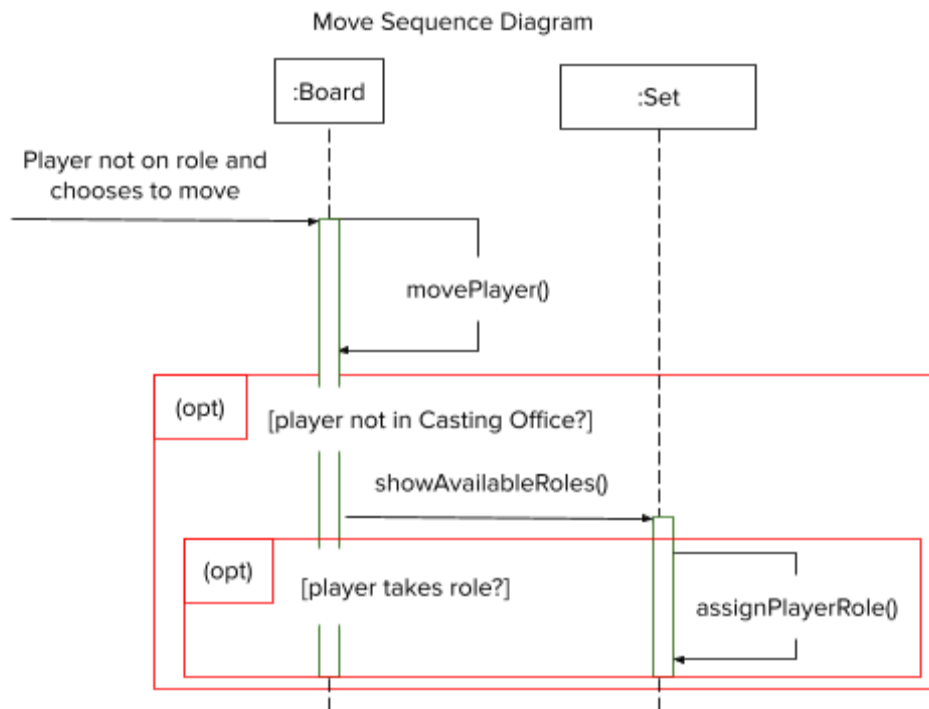 Move Sequence Diagram
:Board
:Set
Player not on role and
chooses to move
movePlayer()
(opt)
[player not in Casting Office?]
showAvailableRoles()
(opt)
[player takes role?]
assignPlayerRole()